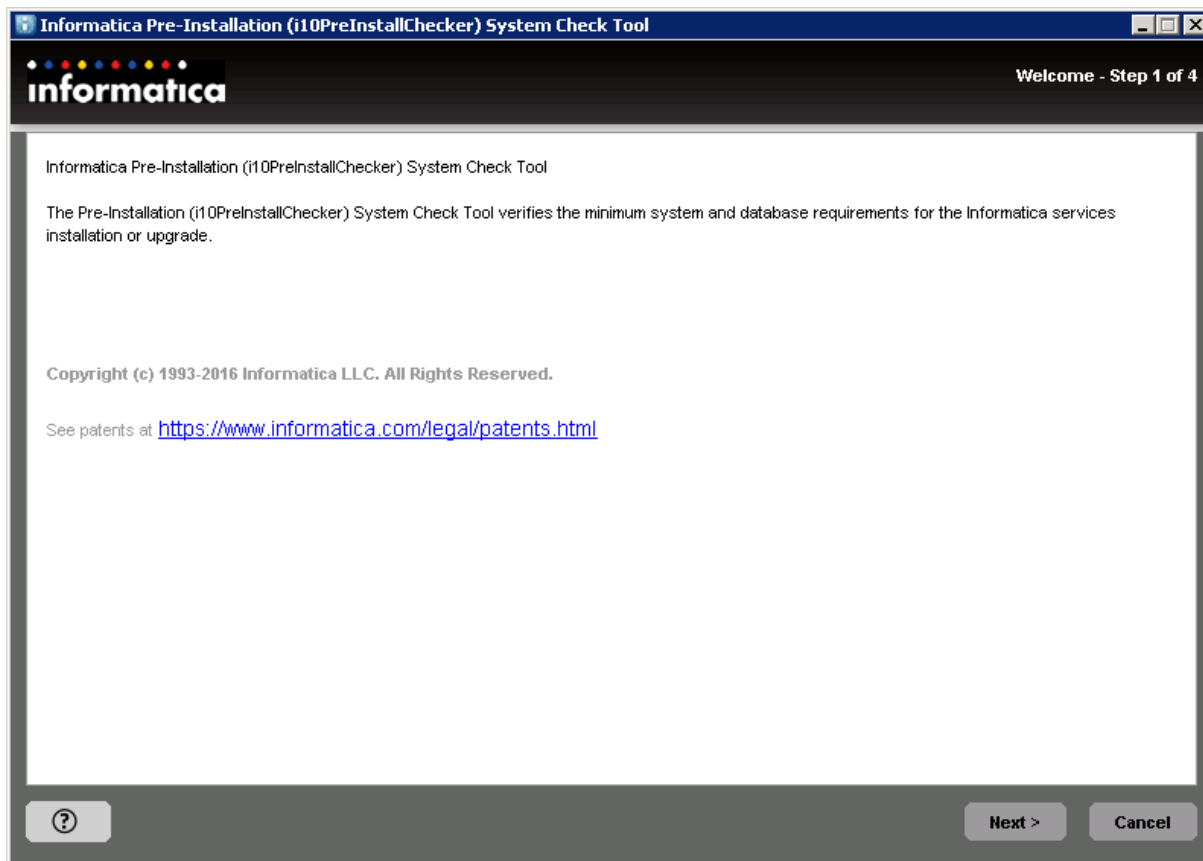 Informatica Pre-Installation (i10PreInstallChecker) System Check Tool
informatica
Welcome - Step 1 of 4
Informatica Pre-Installation (i10PreInstallChecker) System Check Tool
The Pre-Installation (i10PreInstallChecker) System Check Tool verifies the minimum system and database requirements for the Informatica services
installation or upgrade.
Copyright (c) 1993-2016 Informatica LLC. All Rights Reserved.
See patents at https://www.informatica.com/legal/patents.html
?
Next >
Cancel